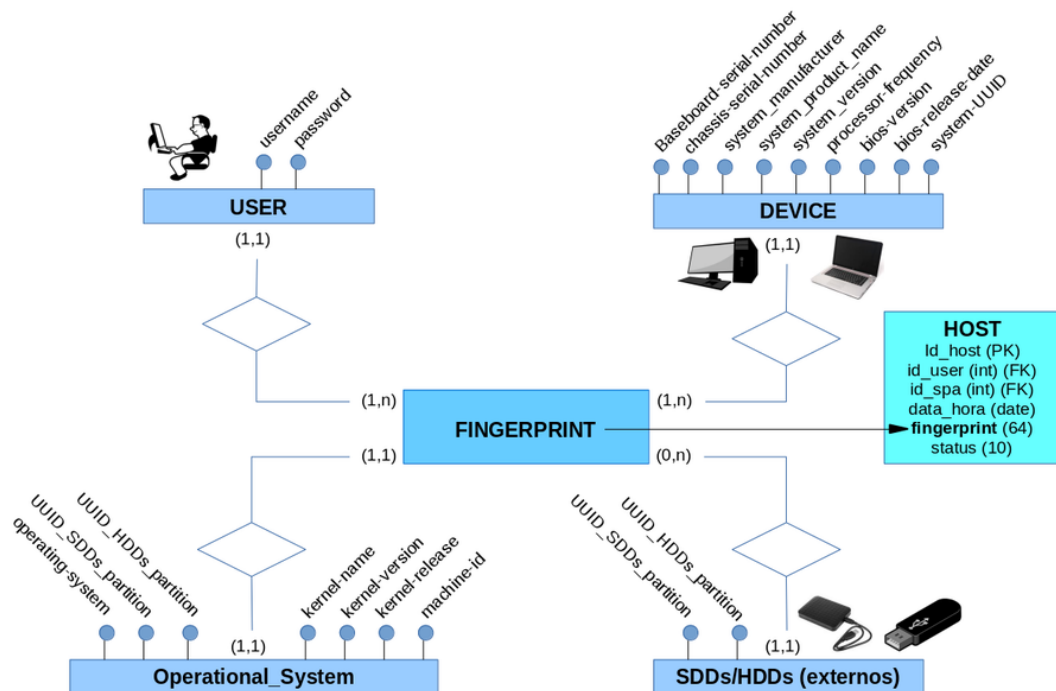 username
password
USER
(1,1)
Baseboard-serial-number
chassis-serial-number
system_manufacturer
system_product_name
system_version
processor-frequency
bios-version
bios-release-date
system-UUID
DEVICE
(1,1)
HOST
Id_host (PK)
id_user (int) (FK)
id_spa (int) (FK)
data_hora (date)
fingerprint (64)
status (10)
(1,n)
FINGERPRINT
(1,n)
(1,1)
(0,n)
operating-system
UUID_SDDs_partition
UUID_HDDs_partition
kernel-name
kernel-version
kernel-release
machine-id
(1,1)
Operational_System
UUID_SDDs_partition
UUID_HDDs_partition
(1,1)
SDDs/HDDs (externos)